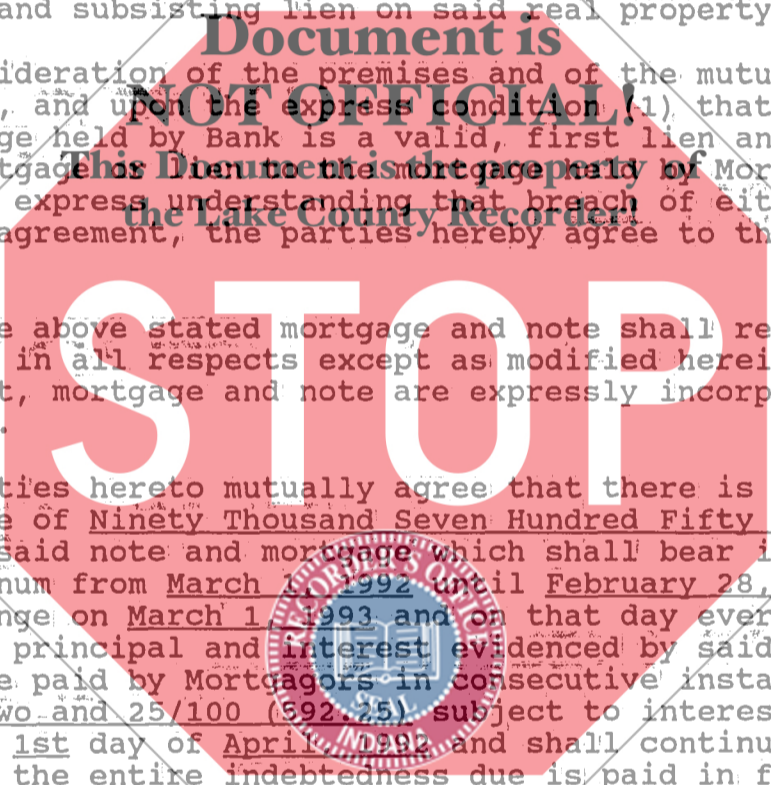 and subsisting lien on said real property
Document is
ideration of the premises and of the mutu
NOT OFFICIAL!
, and upon the express condition (1) that
ge held by Bank is a valid, first lien an
This Document is the property of
tgage or lien to the mortgage held by Mor
express understanding that breach of eit
the Lake County Recorder!
agreement, the parties hereby agree to th
STOP
e above stated mortgage and note shall re
in all respects except as modified herei
t, mortgage and note are expressly incorp
.
ties hereto mutually agree that there is
e of Ninety Thousand Seven Hundred Fifty
said note and mortgage which shall bear i
num from March 1, 1992 until February 28,
nge on March 1, 1993 and on that day ever
principal and interest evidenced by said
e paid by Mortgagors in consecutive insta
wo and 25/100 (692.25) subject to interes
1st day of April, 1992 and shall continu
the entire indebtedness due is paid in f
RECORDER'S OFFICE
SEAL
INDIANA